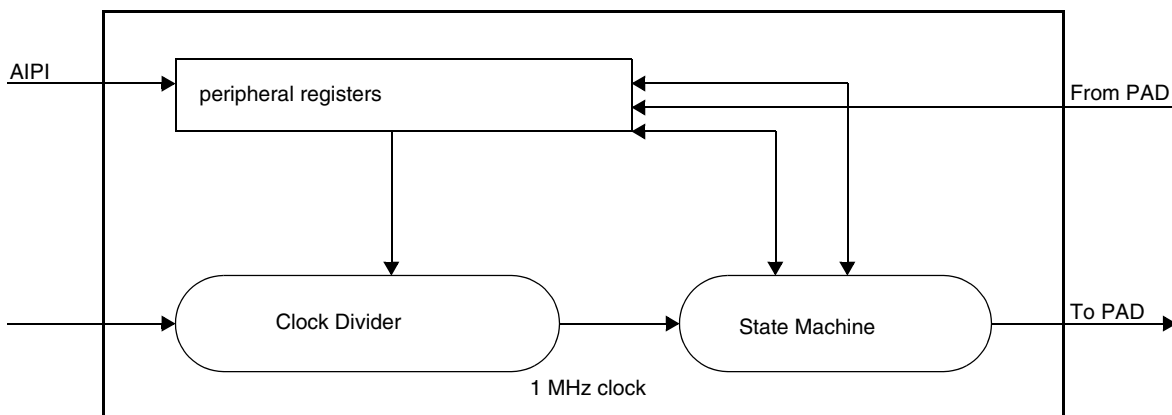 AIPI
peripheral registers
From PAD
Clock Divider
State Machine
To PAD
1 MHz clock